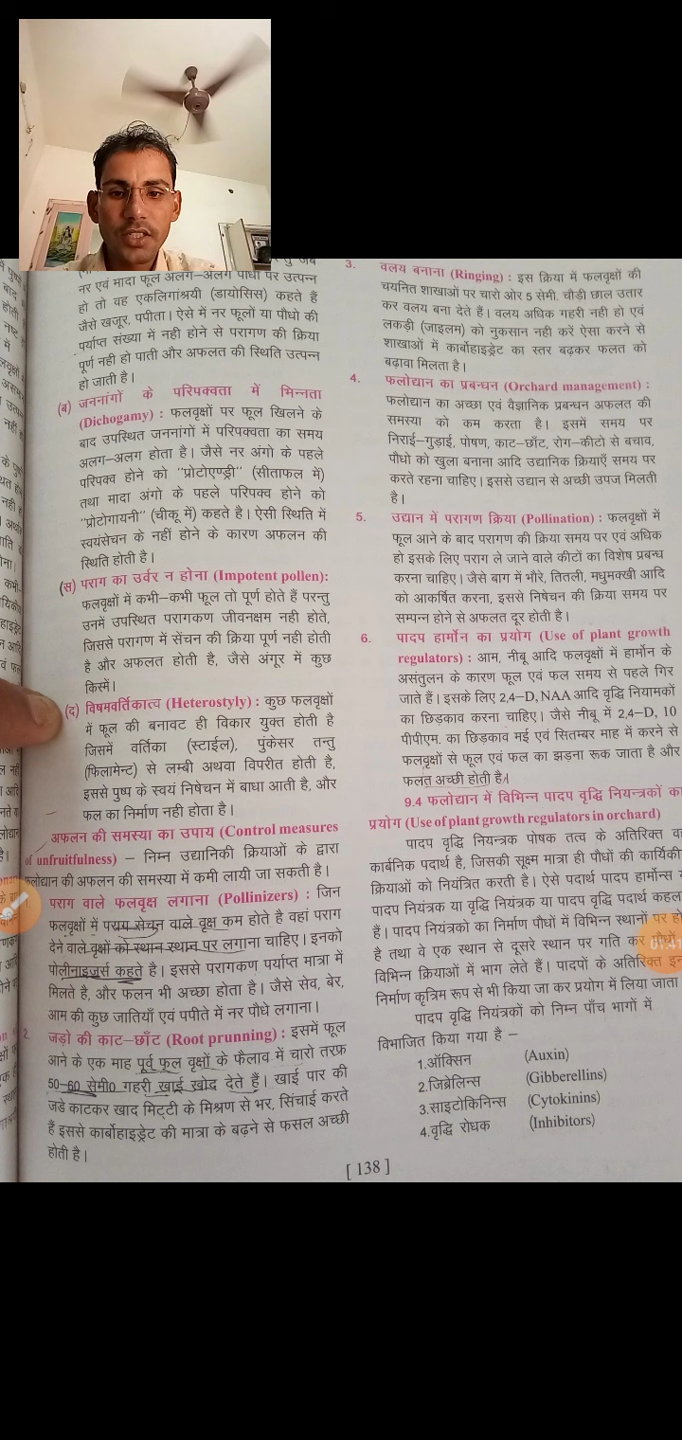 नर एवं मादा फूल अलग–अलग पौधों पर उत्पन्न
हो तो वह एकलिंगाश्रयी (डायोसिस) कहते हैं
जैसे खजूर, पपीता। ऐसे में नर फूलों या पौधो की
पर्याप्त संख्या में नही होने से परागण की क्रिया
पूर्ण नही हो पाती और अफलत की स्थिति उत्पन्न
हो जाती है।
(ब) जननांगों के परिपक्वता में भिन्नता
(Dichogamy) : फलवृक्षों पर फूल खिलने के
बाद उपस्थित जननांगों में परिपक्वता का समय
अलग–अलग होता है। जैसे नर अंगो के पहले
परिपक्व होने को "प्रोटोएण्ड्री" (सीताफल में)
तथा मादा अंगो के पहले परिपक्व होने को
"प्रोटोगायनी" (चीकू में) कहते है। ऐसी स्थिति में
स्वयंसेचन के नहीं होने के कारण अफलन की
स्थिति होती है।
(स) पराग का उर्वर न होना (Impotent pollen):
फलवृक्षों में कभी–कभी फूल तो पूर्ण होते हैं परन्तु
उनमें उपस्थित परागकण जीवनक्षम नही होते,
जिससे परागण में सेंचन की क्रिया पूर्ण नही होती
है और अफलत होती है, जैसे अंगूर में कुछ
किस्में।
(द) विषमवर्तिकात्व (Heterostyly) : कुछ फलवृक्षों
में फूल की बनावट ही विकार युक्त होती है
जिसमें वर्तिका (स्टाईल), पुंकेसर तन्तु
(फिलामेन्ट) से लम्बी अथवा विपरीत होती है,
इससे पुष्प के स्वयं निषेचन में बाधा आती है, और
फल का निर्माण नही होता है।
अफलन की समस्या का उपाय (Control measures
of unfruitfulness) – निम्न उद्यानिकी क्रियाओं के द्वारा
फलोद्यान की अफलन की समस्या में कमी लायी जा सकती है।
पराग वाले फलवृक्ष लगाना (Pollinizers) : जिन
फलवृक्षों में पराग सेचन वाले वृक्ष कम होते है वहां पराग
देने वाले वृक्षों को स्थान स्थान पर लगाना चाहिए। इनको
पोलीनाइजर्स कहते है। इससे परागकण पर्याप्त मात्रा में
मिलते है, और फलन भी अच्छा होता है। जैसे सेव, बेर,
आम की कुछ जातियाँ एवं पपीते में नर पौधे लगाना।
2. जड़ो की काट–छाँट (Root prunning) : इसमें फूल
आने के एक माह पूर्व फूल वृक्षों के फैलाव में चारो तरफ़
50–60 सेमी0 गहरी खाई खोद देते हैं। खाई पार की
जडे काटकर खाद मिट्टी के मिश्रण से भर, सिंचाई करते
हैं इससे कार्बोहाइड्रेट की मात्रा के बढ़ने से फसल अच्छी
होती है।
3. वलय बनाना (Ringing) : इस क्रिया में फलवृक्षों की
चयनित शाखाओं पर चारो ओर 5 सेमी. चौड़ी छाल उतार
कर वलय बना देते हैं। वलय अधिक गहरी नही हो एवं
लकड़ी (जाइलम) को नुकसान नही करें ऐसा करने से
शाखाओं में कार्बोहाइड्रेट का स्तर बढ़कर फलत को
बढ़ावा मिलता है।
4. फलोद्यान का प्रबन्धन (Orchard management) :
फलोद्यान का अच्छा एवं वैज्ञानिक प्रबन्धन अफलत की
समस्या को कम करता है। इसमें समय पर
निराई–गुड़ाई, पोषण, काट–छाँट, रोग–कीटो से बचाव,
पौधो को खुला बनाना आदि उद्यानिक क्रियाएँ समय पर
करते रहना चाहिए। इससे उद्यान से अच्छी उपज मिलती
है।
5. उद्यान में परागण क्रिया (Pollination) : फलवृक्षों में
फूल आने के बाद परागण की क्रिया समय पर एवं अधिक
हो इसके लिए पराग ले जाने वाले कीटों का विशेष प्रबन्ध
करना चाहिए। जैसे बाग में भौरे, तितली, मधुमक्खी आदि
को आकर्षित करना, इससे निषेचन की क्रिया समय पर
सम्पन्न होने से अफलत दूर होती है।
6. पादप हार्मोन का प्रयोग (Use of plant growth
regulators) : आम, नीबू आदि फलवृक्षों में हार्मोन के
असंतुलन के कारण फूल एवं फल समय से पहले गिर
जाते हैं। इसके लिए 2,4–D, NAA आदि वृद्धि नियामकों
का छिड़काव करना चाहिए। जैसे नीबू में 2,4–D, 10
पीपीएम. का छिड़काव मई एवं सितम्बर माह में करने से
फलवृक्षों से फूल एवं फल का झड़ना रूक जाता है और
फलत अच्छी होती है।
9.4 फलोद्यान में विभिन्न पादप वृद्धि नियन्त्रकों का
प्रयोग (Use of plant growth regulators in orchard)
पादप वृद्धि नियन्त्रक पोषक तत्व के अतिरिक्त
कार्बनिक पदार्थ है, जिसकी सूक्ष्म मात्रा ही पौधों की कार्यिकी
क्रियाओं को नियंत्रित करती है। ऐसे पदार्थ पादप हार्मोन्स
पादप नियंत्रक या वृद्धि नियंत्रक या पादप वृद्धि पदार्थ
हैं। पादप नियंत्रको का निर्माण पौधों में विभिन्न स्थानों पर
है तथा वे एक स्थान से दूसरे स्थान पर गति कर पौधों
विभिन्न क्रियाओं में भाग लेते हैं। पादपों के अतिरिक्त इन
निर्माण कृत्रिम रूप से भी किया जा कर प्रयोग में लिया जाता
पादप वृद्धि नियंत्रकों को निम्न पाँच भागों में
विभाजित किया गया है –
1.ऑक्सिन (Auxin)
2.जिब्रेलिन्स (Gibberellins)
3.साइटोकिनिन्स (Cytokinins)
4.वृद्धि रोधक (Inhibitors)
[ 138 ]